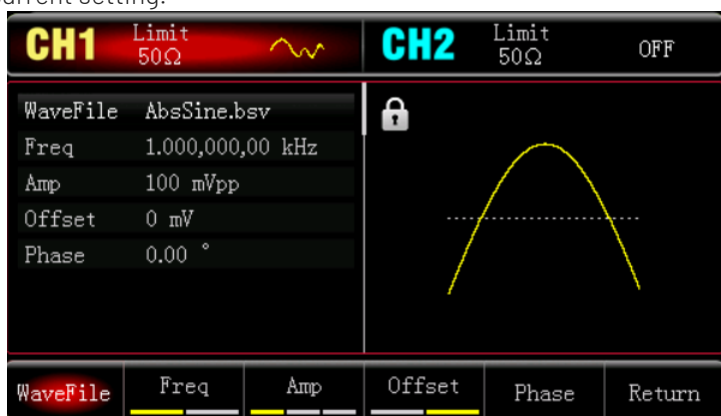 current setting.
CH1 Limit 50Ω CH2 Limit 50Ω OFF
WaveFile AbsSine.bsv
Freq 1.000,000,00 kHz
Amp 100 mVpp
Offset 0 mV
Phase 0.00 °
WaveFile Freq Amp Offset Phase Return